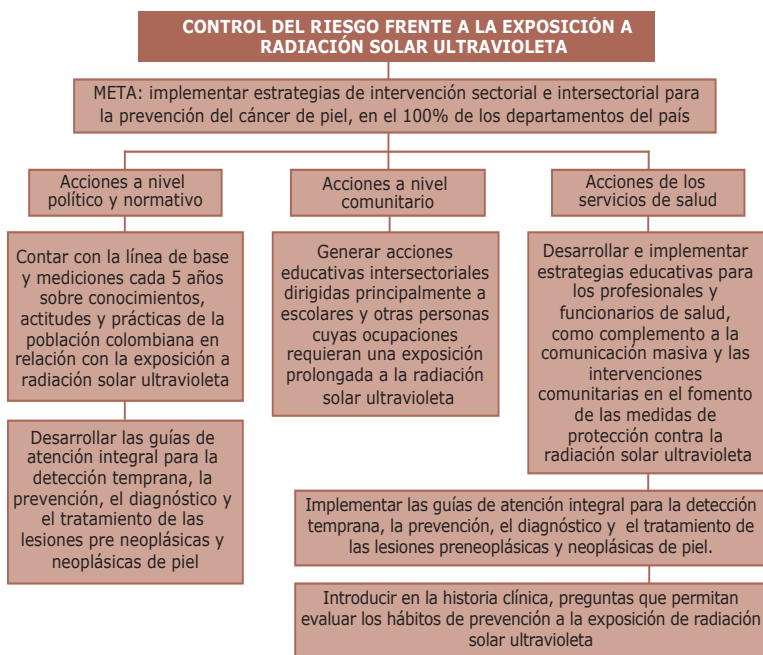 CONTROL DEL RIESGO FRENTE A LA EXPOSICIÓN A
RADIACIÓN SOLAR ULTRAVIOLETA
META: implementar estrategias de intervención sectorial e intersectorial para
la prevención del cáncer de piel, en el 100% de los departamentos del país
Acciones a nivel
político y normativo
Contar con la línea de base
y mediciones cada 5 años
sobre conocimientos,
actitudes y prácticas de la
población colombiana en
relación con la exposición a
radiación solar ultravioleta
Desarrollar las guías de
atención integral para la
detección temprana, la
prevención, el diagnóstico y
el tratamiento de las
lesiones pre neoplásicas y
neoplásicas de piel
Acciones a nivel
comunitario
Generar acciones
educativas intersectoriales
dirigidas principalmente a
escolares y otras personas
cuyas ocupaciones
requieran una exposición
prolongada a la radiación
solar ultravioleta
Acciones de los
servicios de salud
Desarrollar e implementar
estrategias educativas para
los profesionales y
funcionarios de salud,
como complemento a la
comunicación masiva y las
intervenciones
comunitarias en el fomento
de las medidas de
protección contra la
radiación solar ultravioleta
Implementar las guías de atención integral para la detección
temprana, la prevención, el diagnóstico y el tratamiento de
las lesiones preneoplásicas y neoplásicas de piel.
Introducir en la historia clínica, preguntas que permitan
evaluar los hábitos de prevención a la exposición de radiación
solar ultravioleta